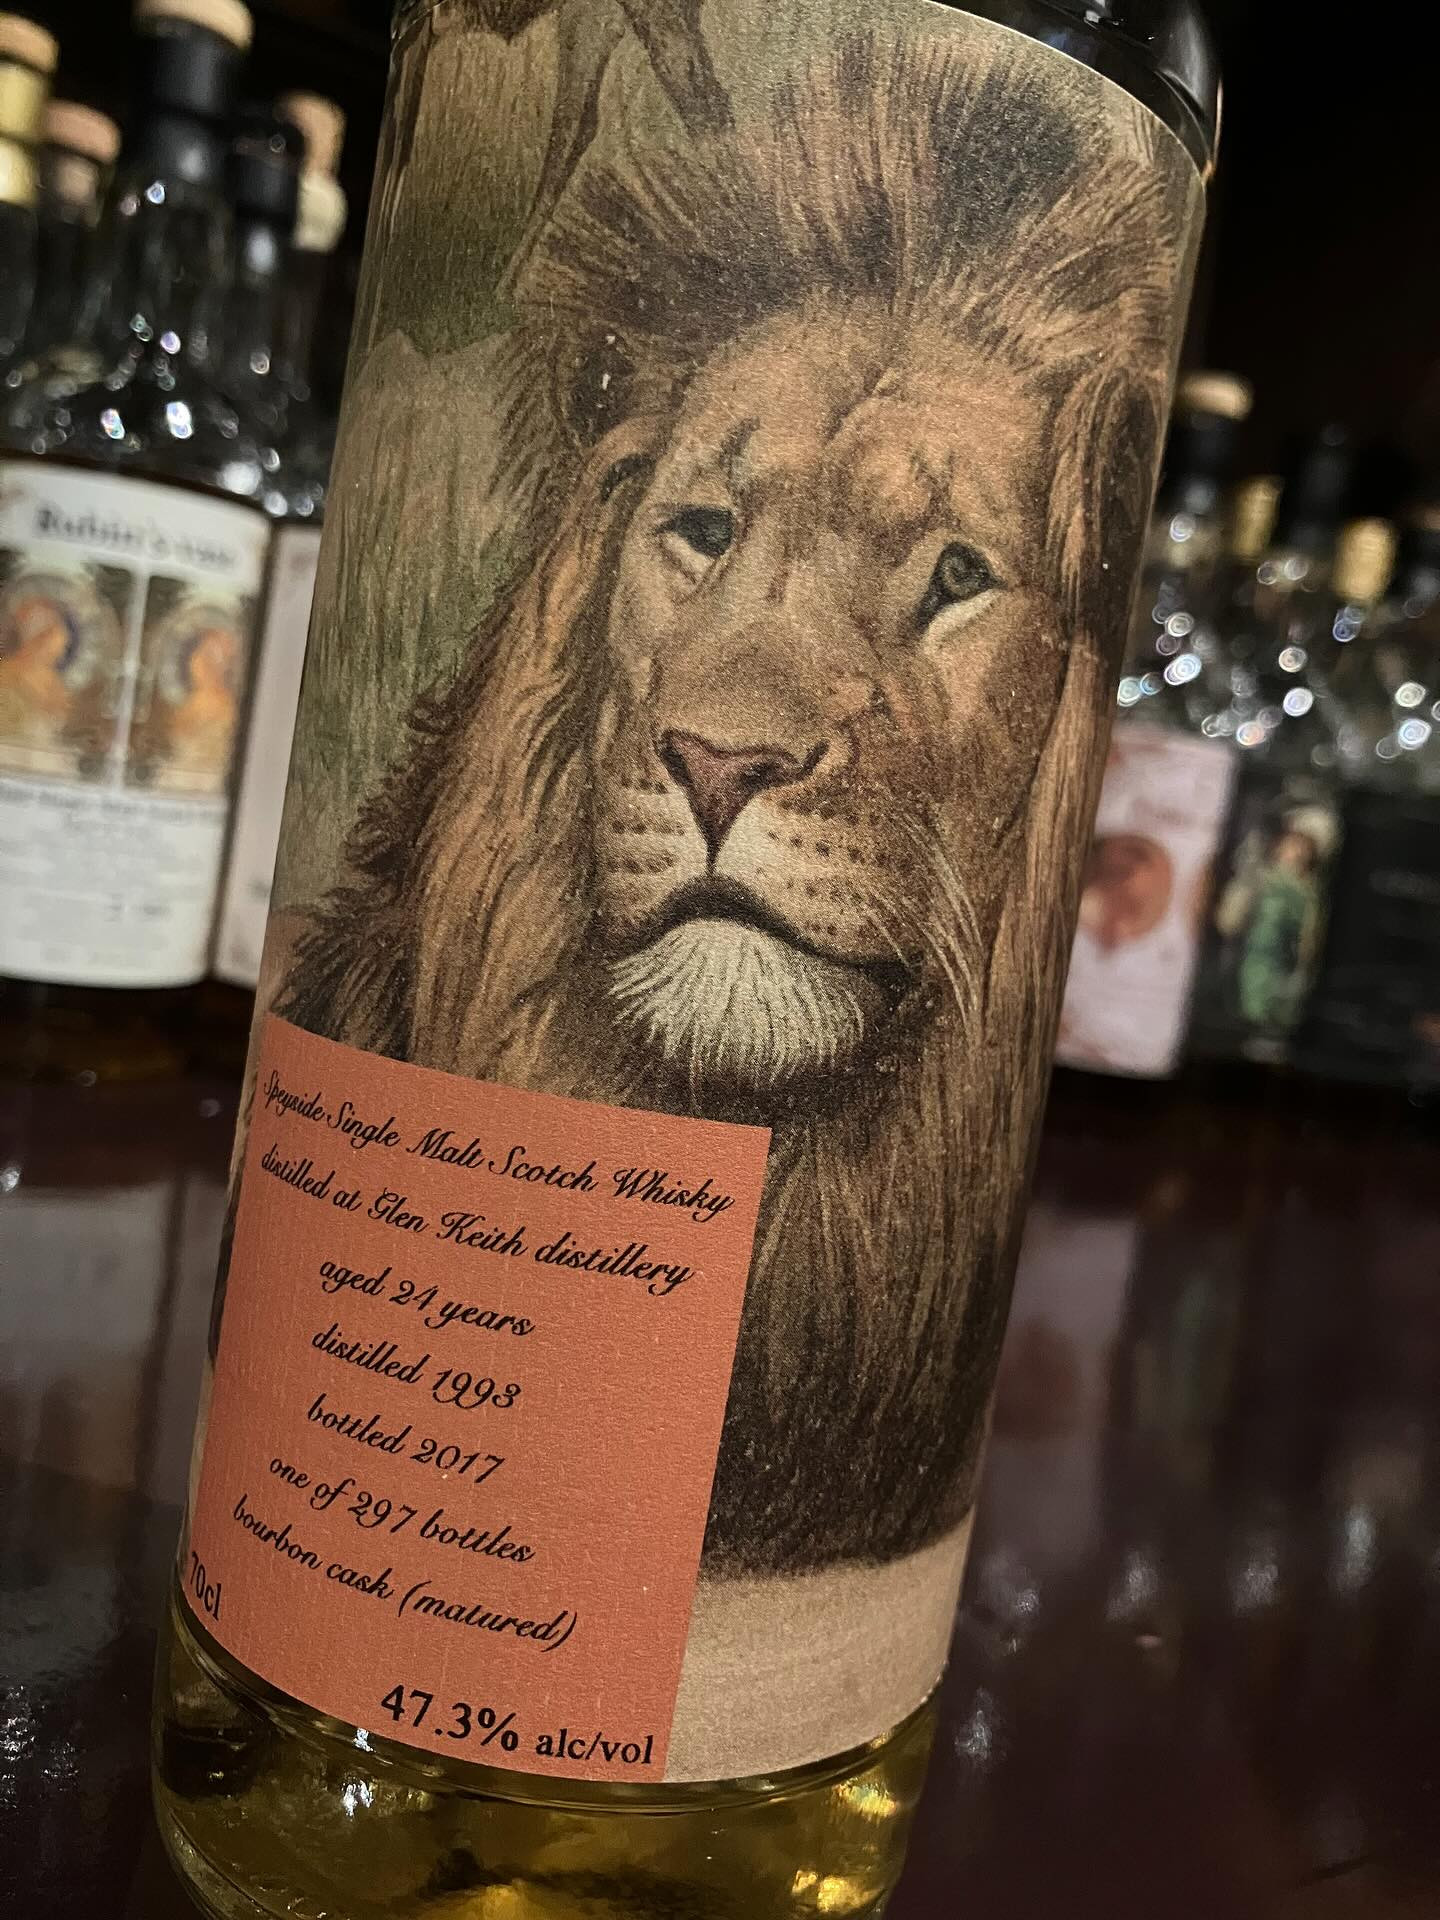 Speyside Single Malt Scotch Whisky
distilled at Glen Keith distillery
aged 24 years
distilled 1993
bottled 2017
one of 297 bottles
bourbon cask (matured)
70cl
47.3% alc/vol